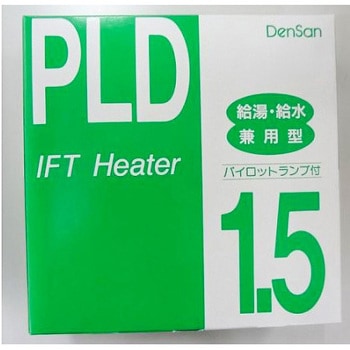 PLD
IFT Heater
DenSan
給湯・給水
兼用型
パイロットランプ付
1.5